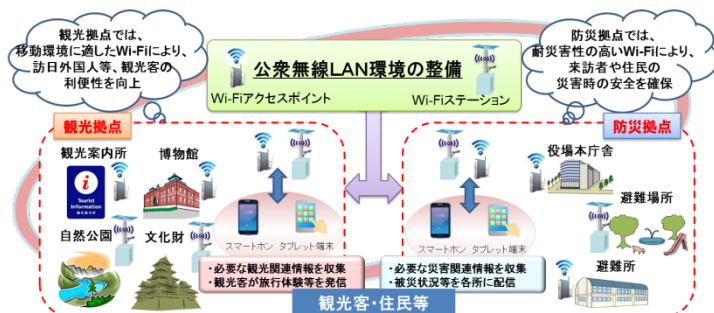 観光拠点では、
移動環境に適したWi-Fiにより、
訪日外国人等、観光客の
利便性を向上
公衆無線LAN環境の整備
Wi-Fiアクセスポイント
Wi-Fiステーション
防災拠点では、
耐災害性の高いWi-Fiにより、
来訪者や住民の
災害時の安全を確保
観光拠点
観光案内所
博物館
i
Tourist
Information
自然公園
文化財
スマートホン
タブレット端末
・必要な観光関連情報を収集
・観光客が旅行体験等を発信
防災拠点
役場本庁舎
避難場所
避難所
スマートホン
タブレット端末
・必要な災害関連情報を収集
・被災状況等を各所に配信
観光客・住民等